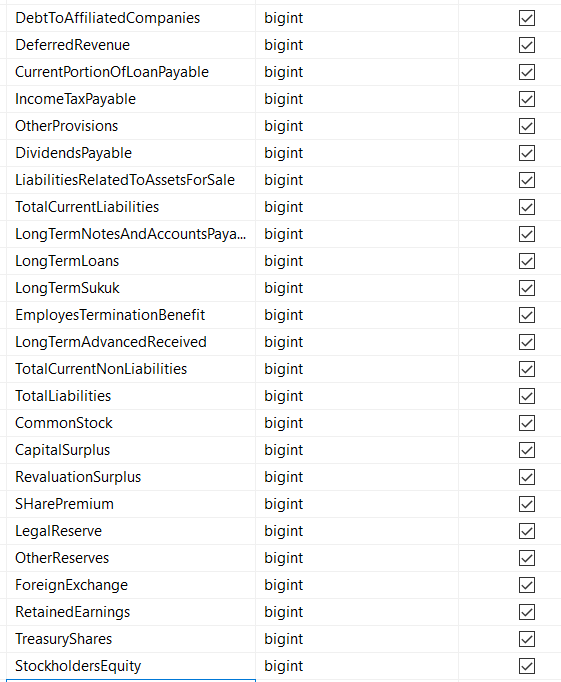 DebtToAffiliatedCompanies bigint
DeferredRevenue bigint
CurrentPortionOfLoanPayable bigint
IncomeTaxPayable bigint
OtherProvisions bigint
DividendsPayable bigint
LiabilitiesRelatedToAssetsForSale bigint
TotalCurrentLiabilities bigint
LongTermNotesAndAccountsPaya... bigint
LongTermLoans bigint
LongTermSukuk bigint
EmployesTerminationBenefit bigint
LongTermAdvancedReceived bigint
TotalCurrentNonLiabilities bigint
TotalLiabilities bigint
CommonStock bigint
CapitalSurplus bigint
RevaluationSurplus bigint
SHarePremium bigint
LegalReserve bigint
OtherReserves bigint
ForeignExchange bigint
RetainedEarnings bigint
TreasuryShares bigint
StockholdersEquity bigint